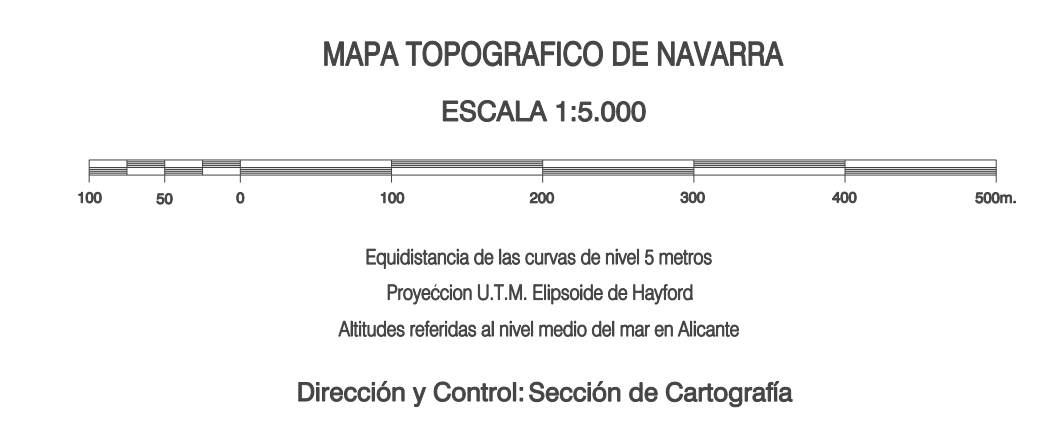 MAPA TOPOGRAFICO DE NAVARRA
ESCALA 1:5.000
100 50 0 100 200 300 400 500m.
Equidistancia de las curvas de nivel 5 metros
Proyeċcion U.T.M. Elipsoide de Hayford
Altitudes referidas al nivel medio del mar en Alicante
Dirección y Control: Sección de Cartografía